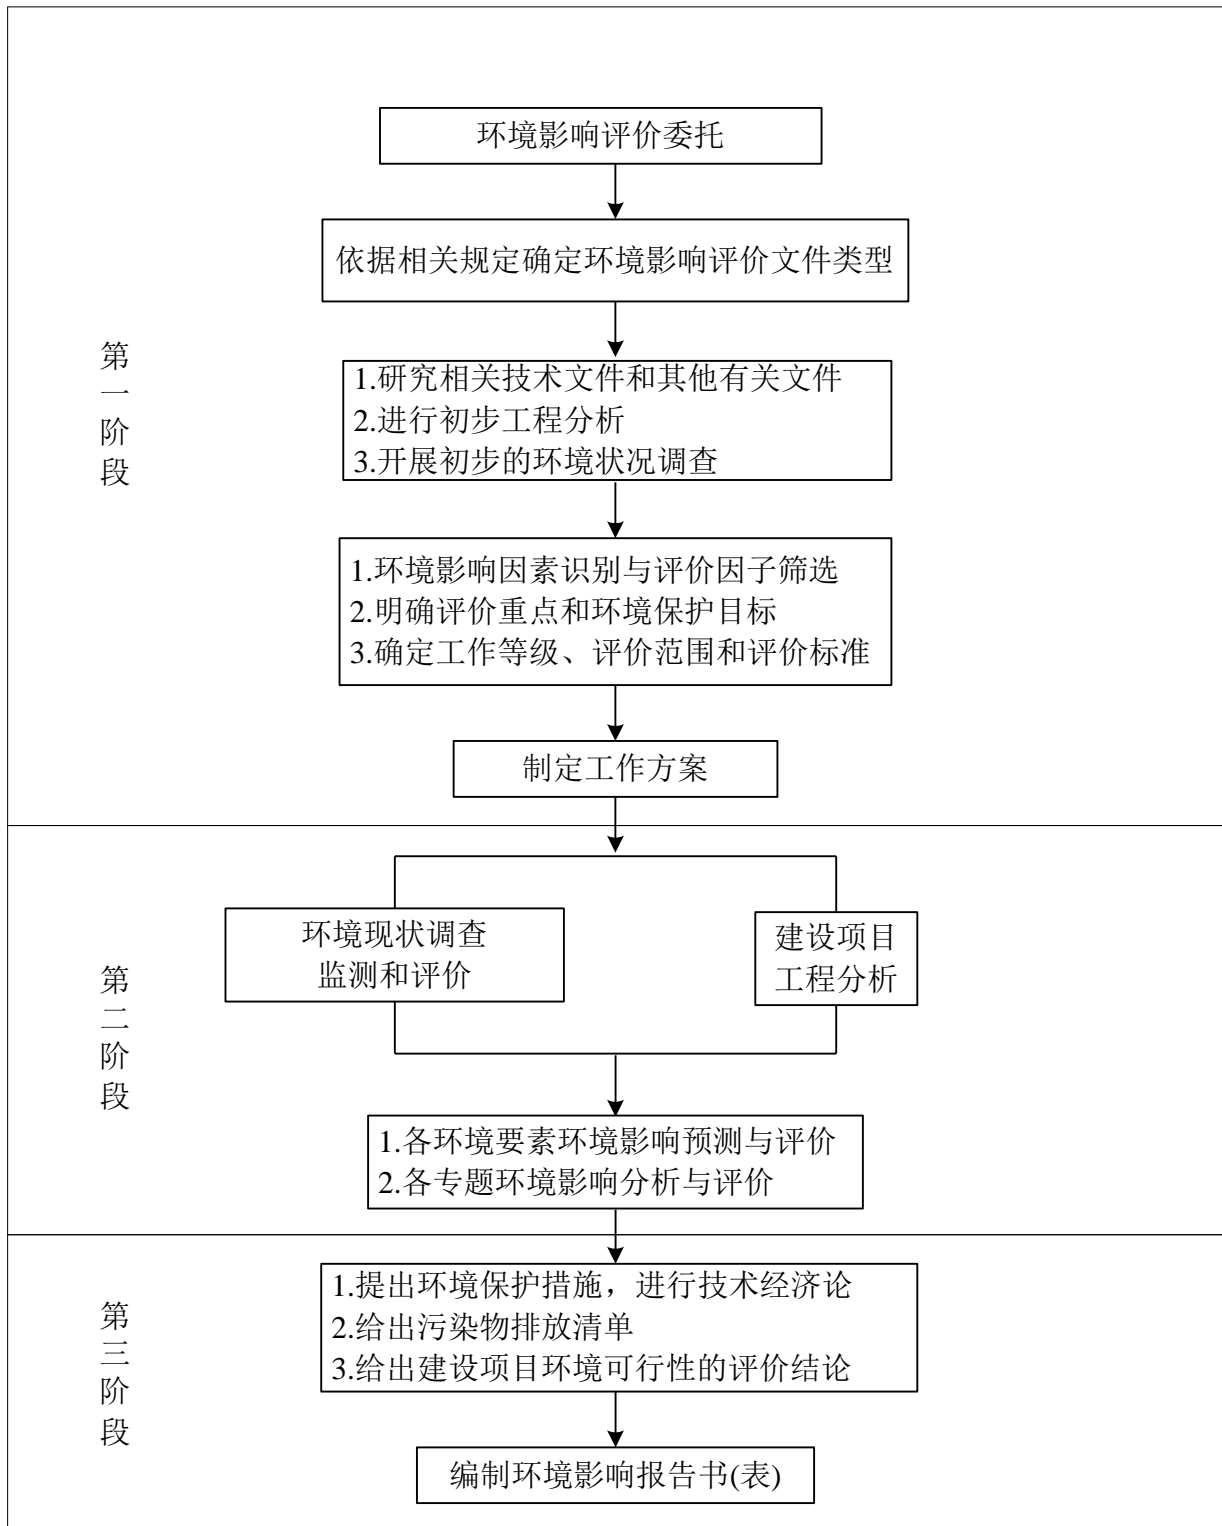 环境影响评价委托
依据相关规定确定环境影响评价文件类型
第一阶段
1.研究相关技术文件和其他有关文件
2.进行初步工程分析
3.开展初步的环境状况调查
1.环境影响因素识别与评价因子筛选
2.明确评价重点和环境保护目标
3.确定工作等级、评价范围和评价标准
制定工作方案
第二阶段
环境现状调查
监测和评价
建设项目
工程分析
1.各环境要素环境影响预测与评价
2.各专题环境影响分析与评价
第三阶段
1.提出环境保护措施，进行技术经济论
2.给出污染物排放清单
3.给出建设项目环境可行性的评价结论
编制环境影响报告书(表)